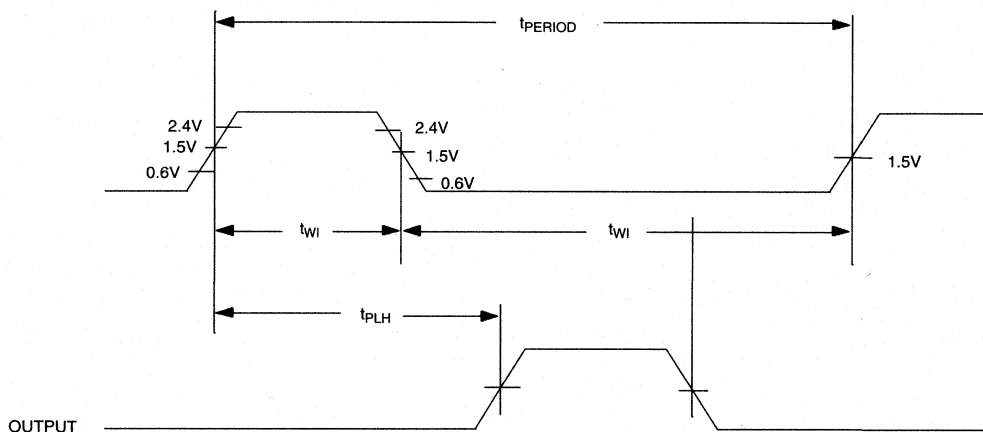 tPERIOD
2.4V
2.4V
1.5V
1.5V
1.5V
0.6V
0.6V
tWI
tWI
tPLH
OUTPUT